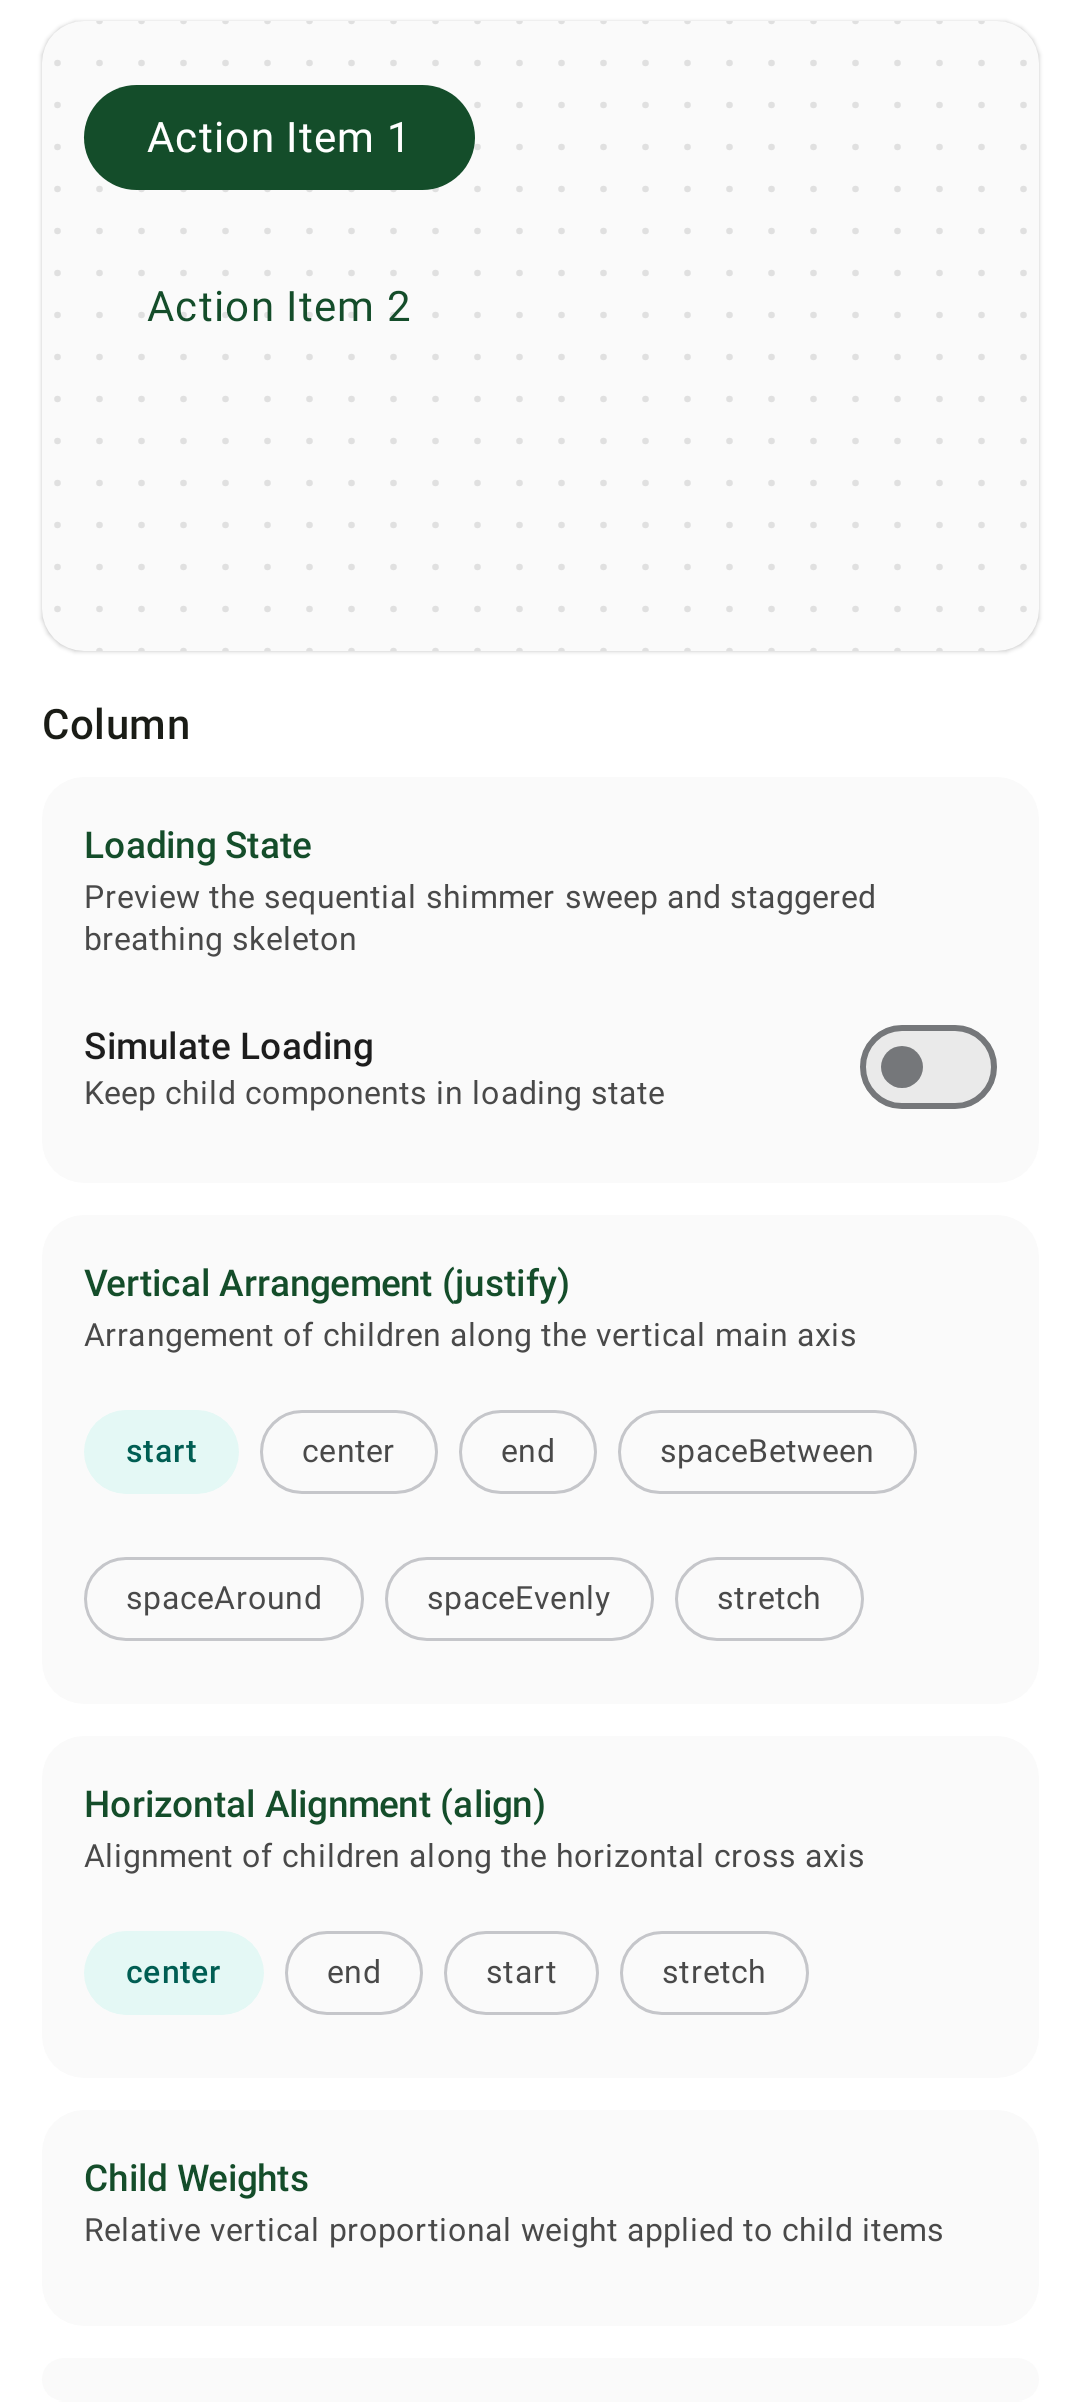 Action Item 1
Action Item 2
Column
Loading State
Preview the sequential shimmer sweep and staggered
breathing skeleton
Simulate Loading
Keep child components in loading state
Vertical Arrangement (justify)
Arrangement of children along the vertical main axis
start center end spaceBetween
spaceAround spaceEvenly stretch
Horizontal Alignment (align)
Alignment of children along the horizontal cross axis
center end start stretch
Child Weights
Relative vertical proportional weight applied to child items